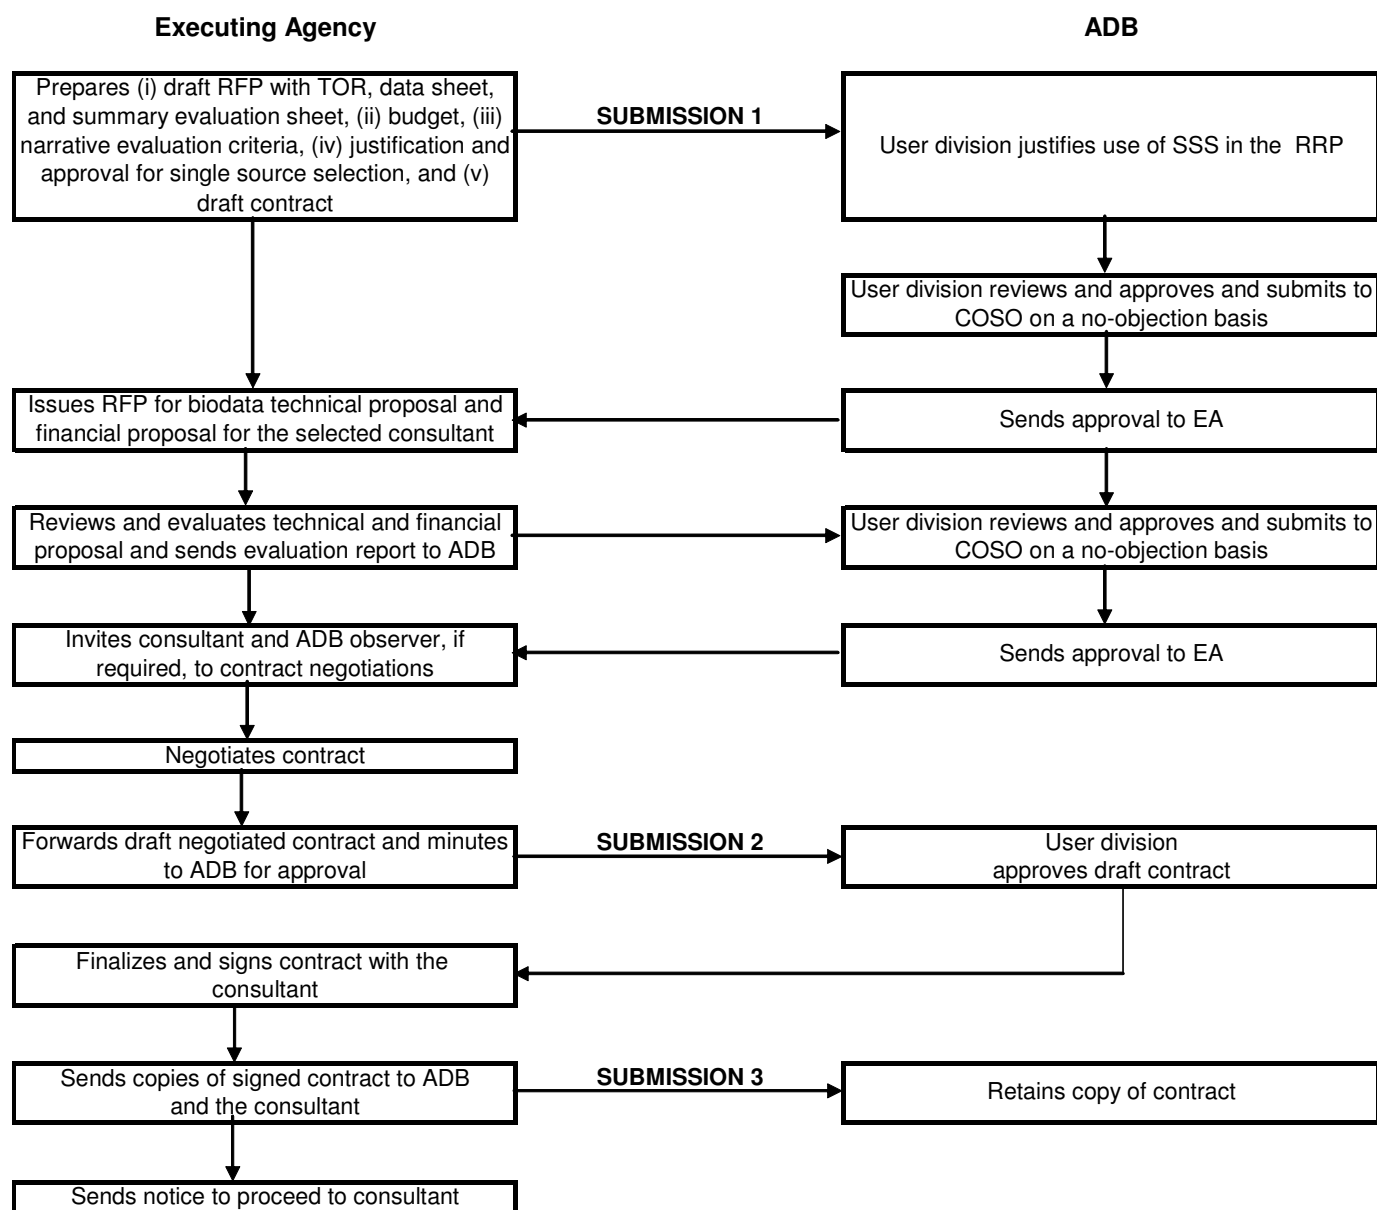 Executing Agency
ADB
Prepares (i) draft RFP with TOR, data sheet,
and summary evaluation sheet, (ii) budget, (iii)
narrative evaluation criteria, (iv) justification and
approval for single source selection, and (v)
draft contract
SUBMISSION 1
User division justifies use of SSS in the RRP
User division reviews and approves and submits to
COSO on a no-objection basis
Issues RFP for biodata technical proposal and
financial proposal for the selected consultant
Sends approval to EA
Reviews and evaluates technical and financial
proposal and sends evaluation report to ADB
User division reviews and approves and submits to
COSO on a no-objection basis
Invites consultant and ADB observer, if
required, to contract negotiations
Sends approval to EA
Negotiates contract
Forwards draft negotiated contract and minutes
to ADB for approval
SUBMISSION 2
User division
approves draft contract
Finalizes and signs contract with the
consultant
Sends copies of signed contract to ADB
and the consultant
SUBMISSION 3
Retains copy of contract
Sends notice to proceed to consultant